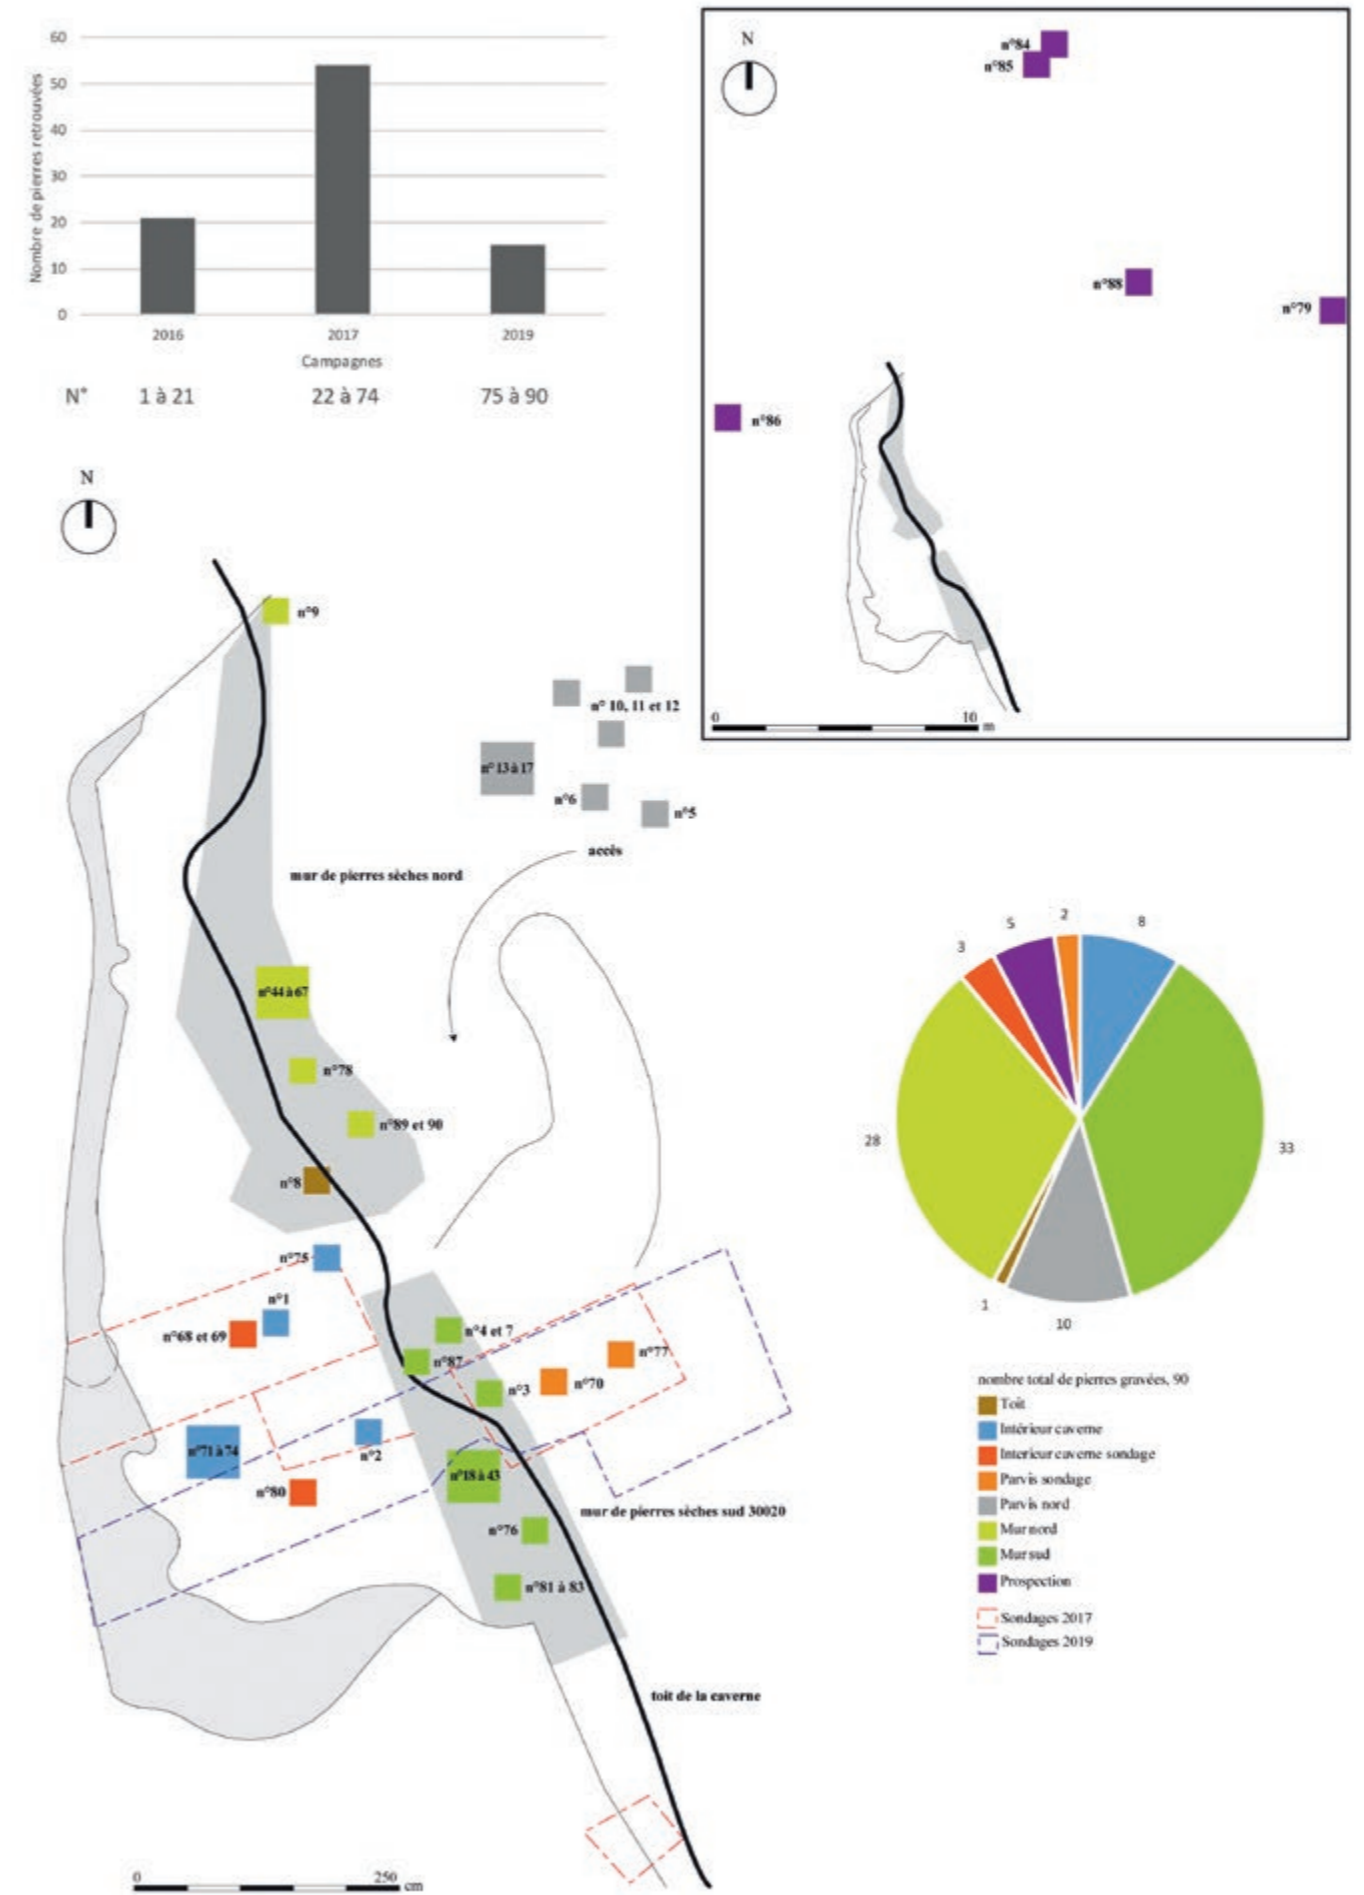 60
50
40
30
20
10
0
Nombre de pierres retrouvées
2016 2017 2019
Campagnes
N° 1 à 21 22 à 74 75 à 90
N
n°84
n°85
n°88
n°79
n°86
0 10 m
N
n°9
n° 10, 11 et 12
n°13 à 17
n°6
n°5
accès
mur de pierres sèches nord
n°44 à 67
n°78
n°89 et 90
n°8
n°75
n°1
n°68 et 69
n°4 et 7
n°87
n°77
n°70
n°3
n°71 à 74
n°2
n°18 à 43
n°80
mur de pierres sèches sud 30020
n°76
n°81 à 83
toit de la caverne
0 250 cm
2
8
5
3
28
33
1
10
nombre total de pierres gravées, 90
Toit
Intérieur caverne
Interieur caverne sondage
Parvis sondage
Parvis nord
Mur nord
Mur sud
Prospection
Sondages 2017
Sondages 2019